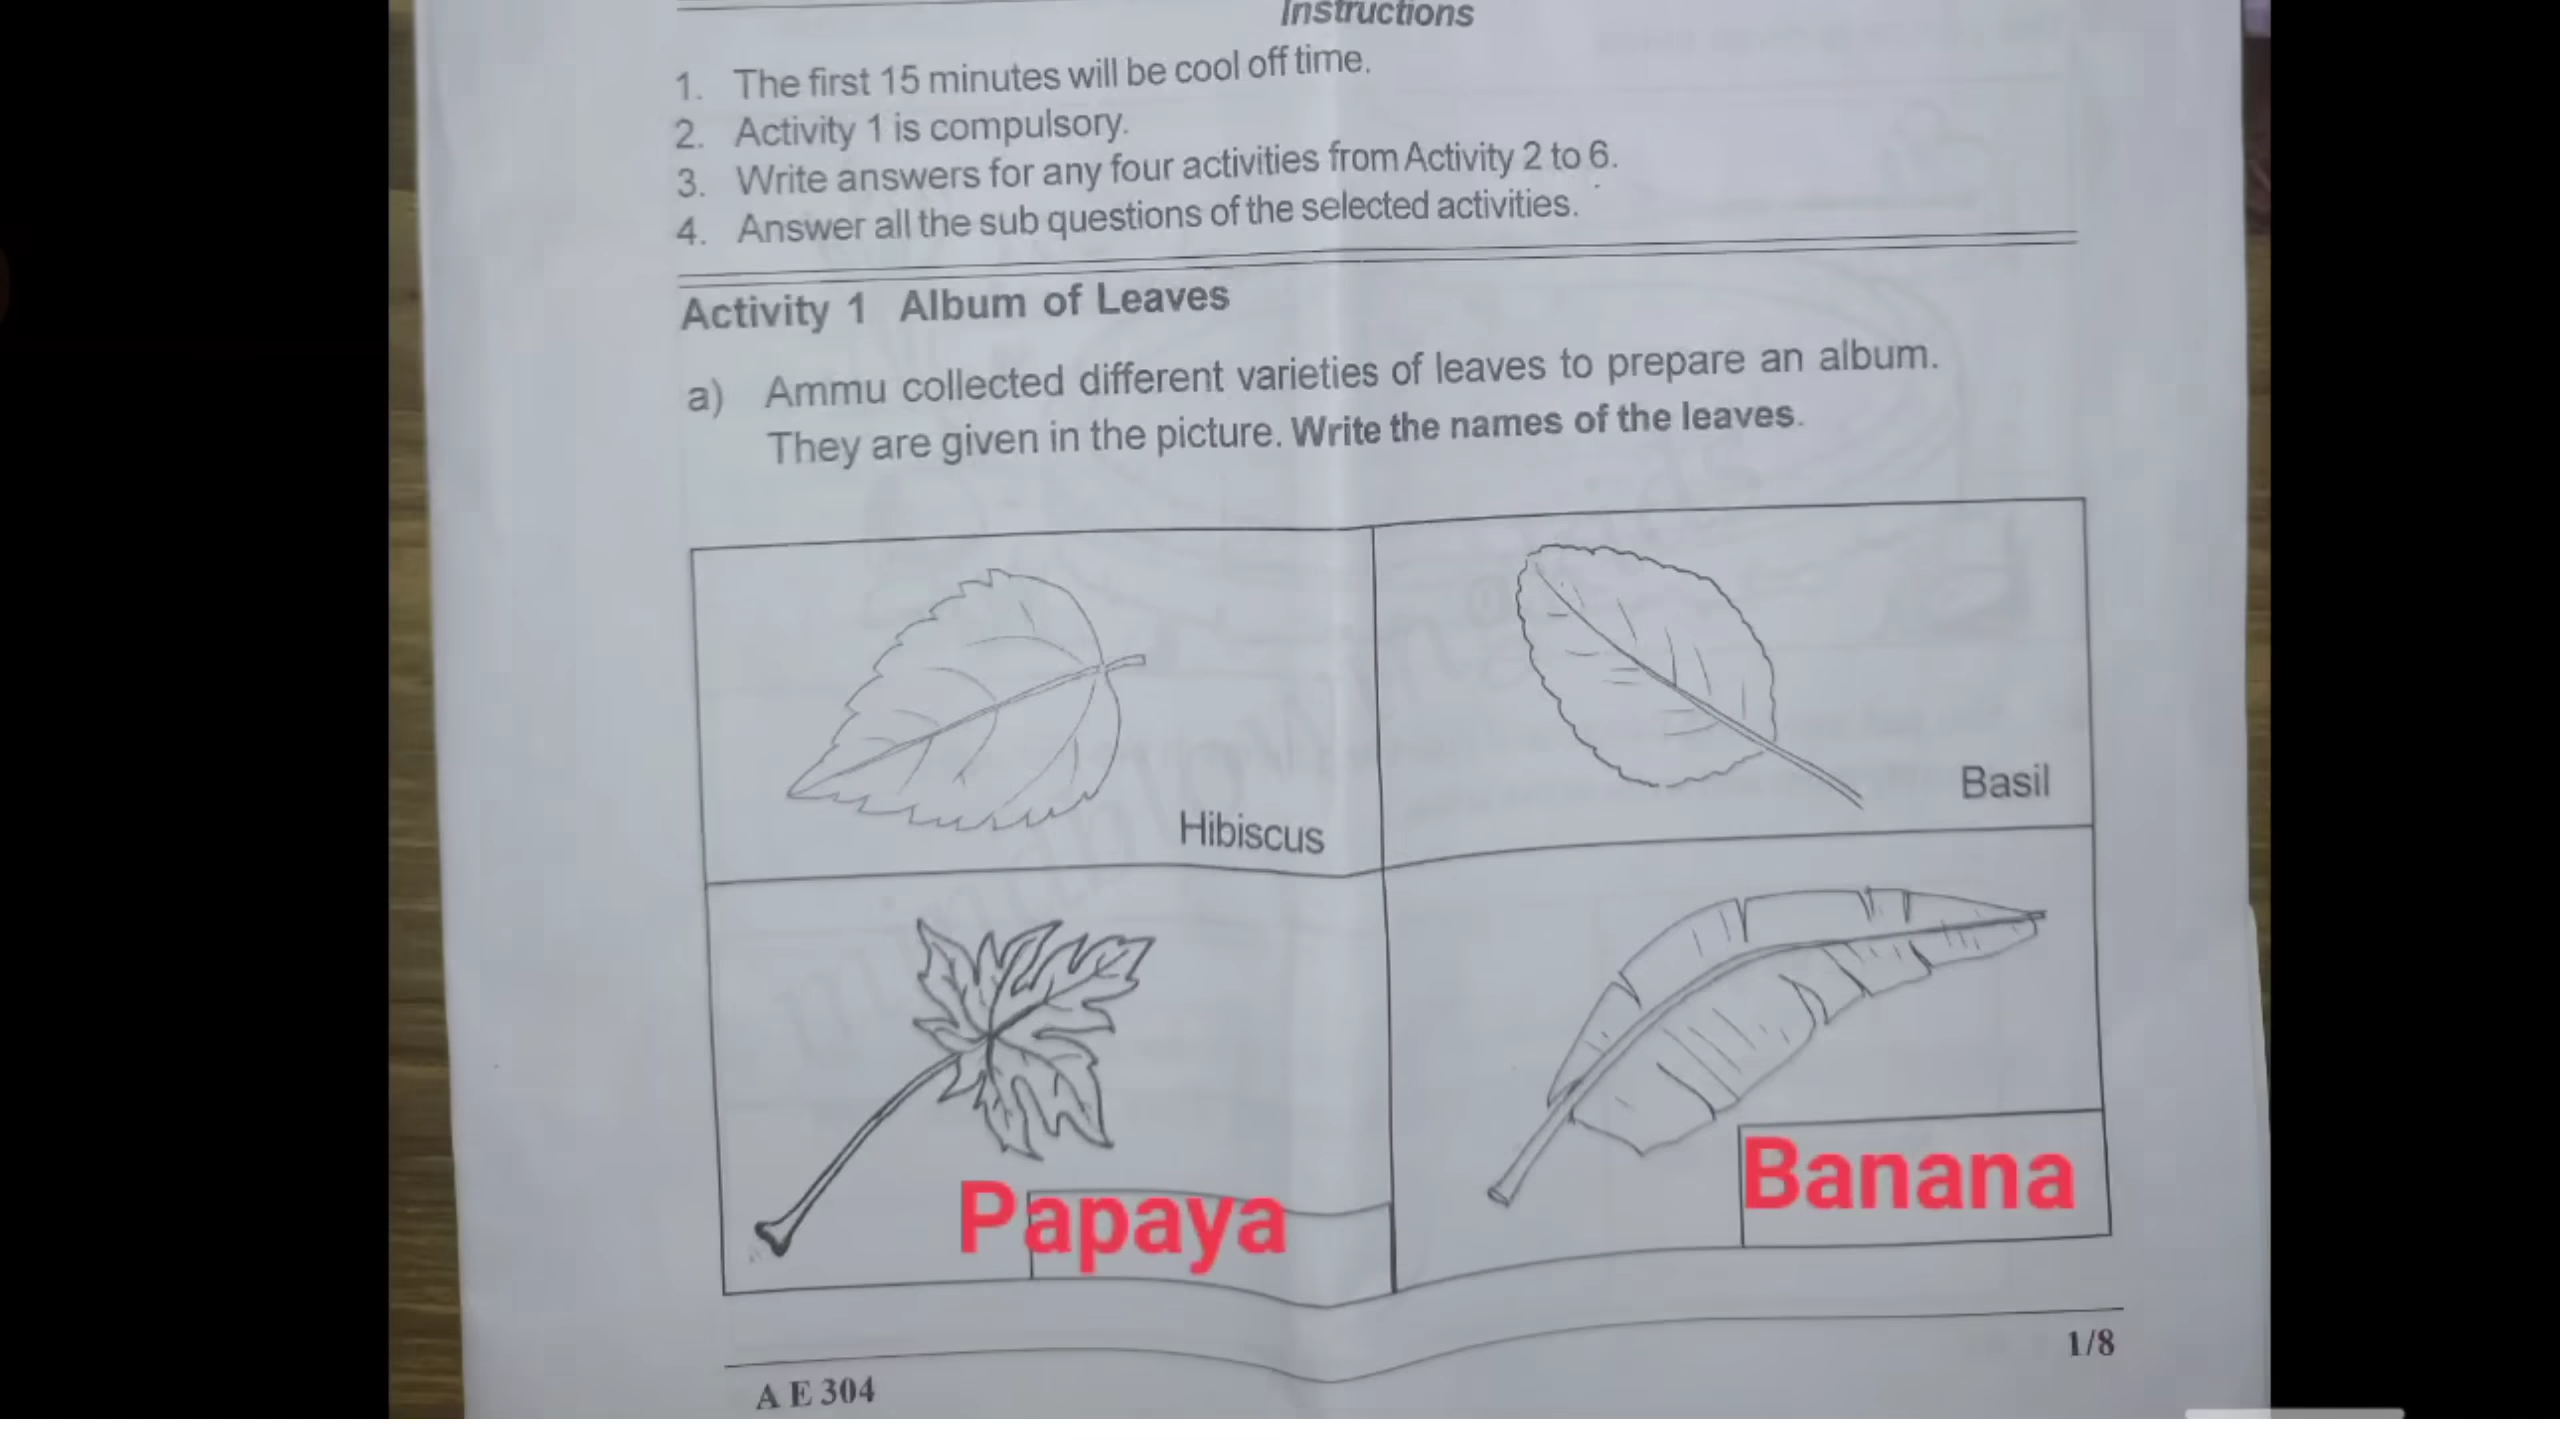 Instructions
1. The first 15 minutes will be cool off time.
2. Activity 1 is compulsory.
3. Write answers for any four activities from Activity 2 to 6.
4. Answer all the sub questions of the selected activities.
Activity 1 Album of Leaves
a) Ammu collected different varieties of leaves to prepare an album.
They are given in the picture. Write the names of the leaves.
Hibiscus
Basil
Papaya
Banana
1/8
A E 304